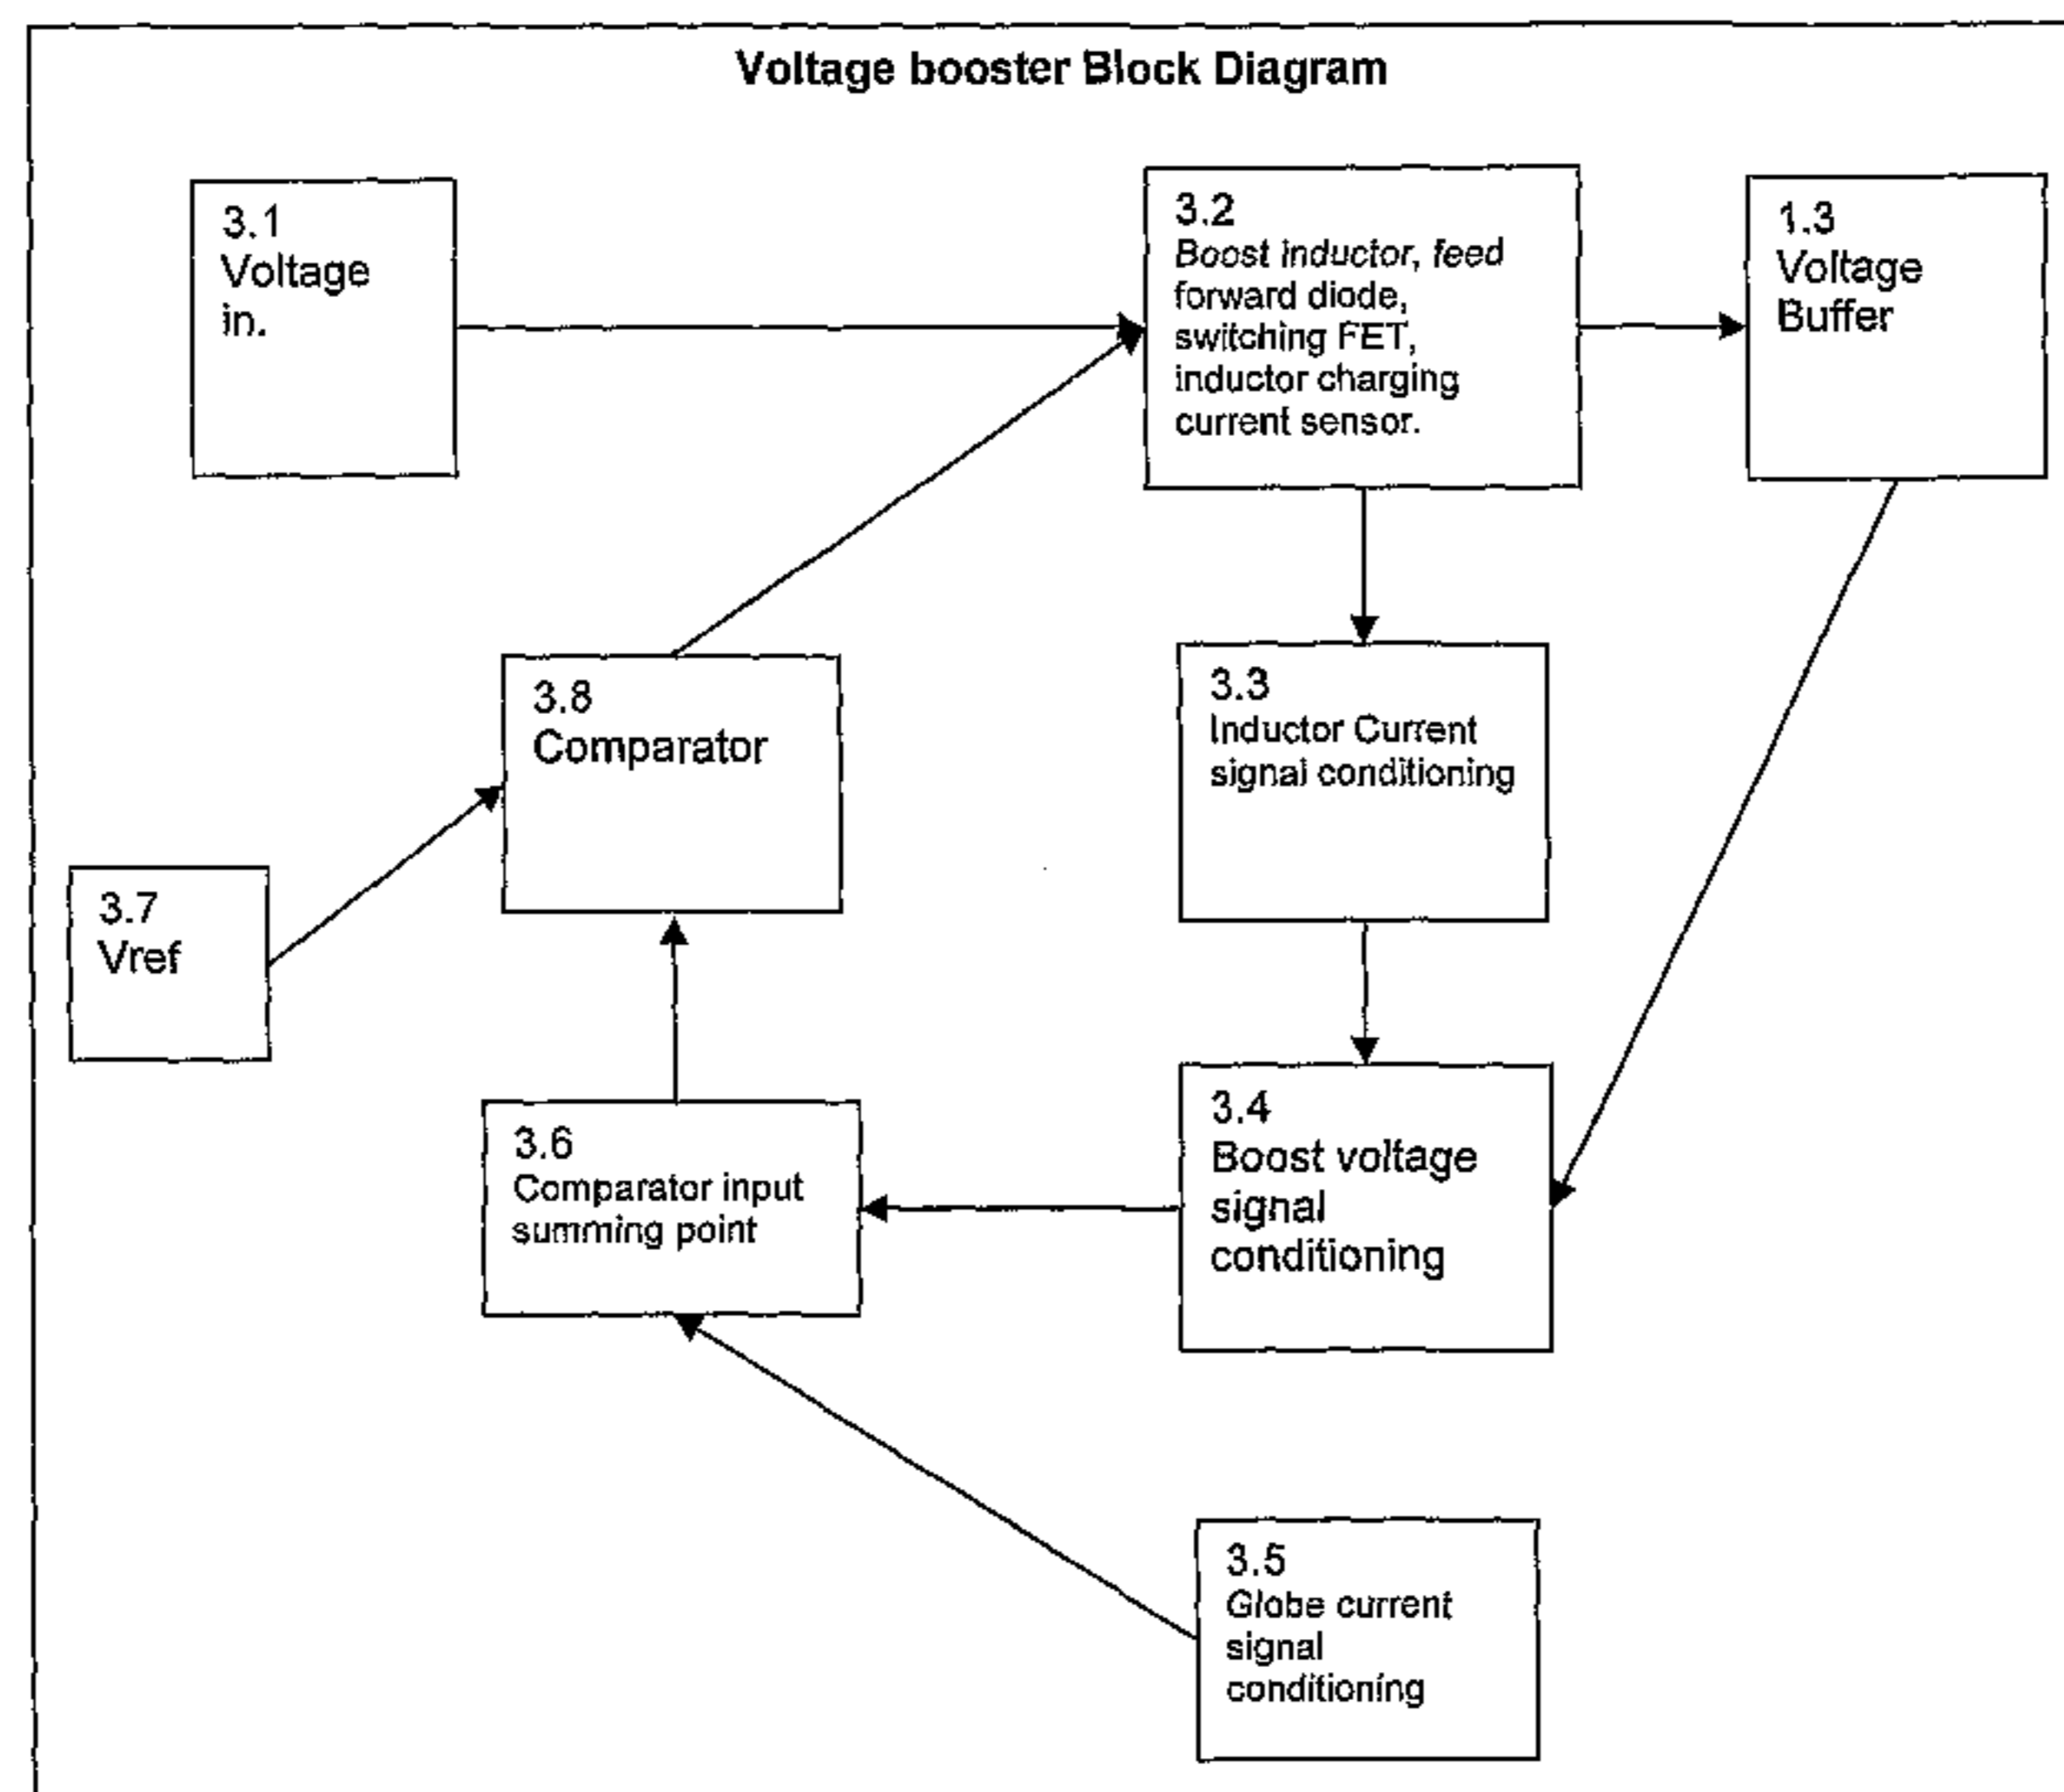 Voltage booster Block Diagram
3.1
Voltage
in.
3.2
Boost inductor, feed
forward diode,
switching FET,
inductor charging
current sensor.
1.3
Voltage
Buffer
3.8
Comparator
3.3
Inductor Current
signal conditioning
3.7
Vref
3.6
Comparator input
summing point
3.4
Boost voltage
signal
conditioning
3.5
Globe current
signal
conditioning